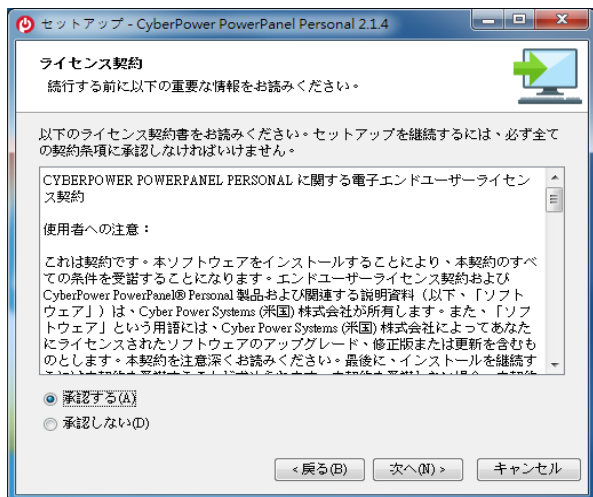 セットアップ - CyberPower PowerPanel Personal 2.1.4
ライセンス契約
続行する前に以下の重要な情報をお読みください。
以下のライセンス契約書をお読みください。セットアップを継続するには、必ず全て
の契約条項に承認しなければいけません。
CYBERPOWER POWERPANEL PERSONAL に関する電子エンドユーザーライセン
ス契約
使用者への注意：
これは契約です。本ソフトウェアをインストールすることにより、本契約のすべ
ての条件を受諾することになります。エンドユーザーライセンス契約および
CyberPower PowerPanel® Personal 製品および関連する説明資料（以下、「ソフト
ウェア」）は、Cyber Power Systems (米国) 株式会社が所有します。また、「ソフ
トウェア」という用語には、Cyber Power Systems (米国) 株式会社によってあなた
にライセンスされたソフトウェアのアップグレード、修正版または更新を含むも
のとします。本契約を注意深くお読みください。最後に、インストールを継続す
承認する(A)
承認しない(D)
< 戻る(B)
次へ(N) >
キャンセル